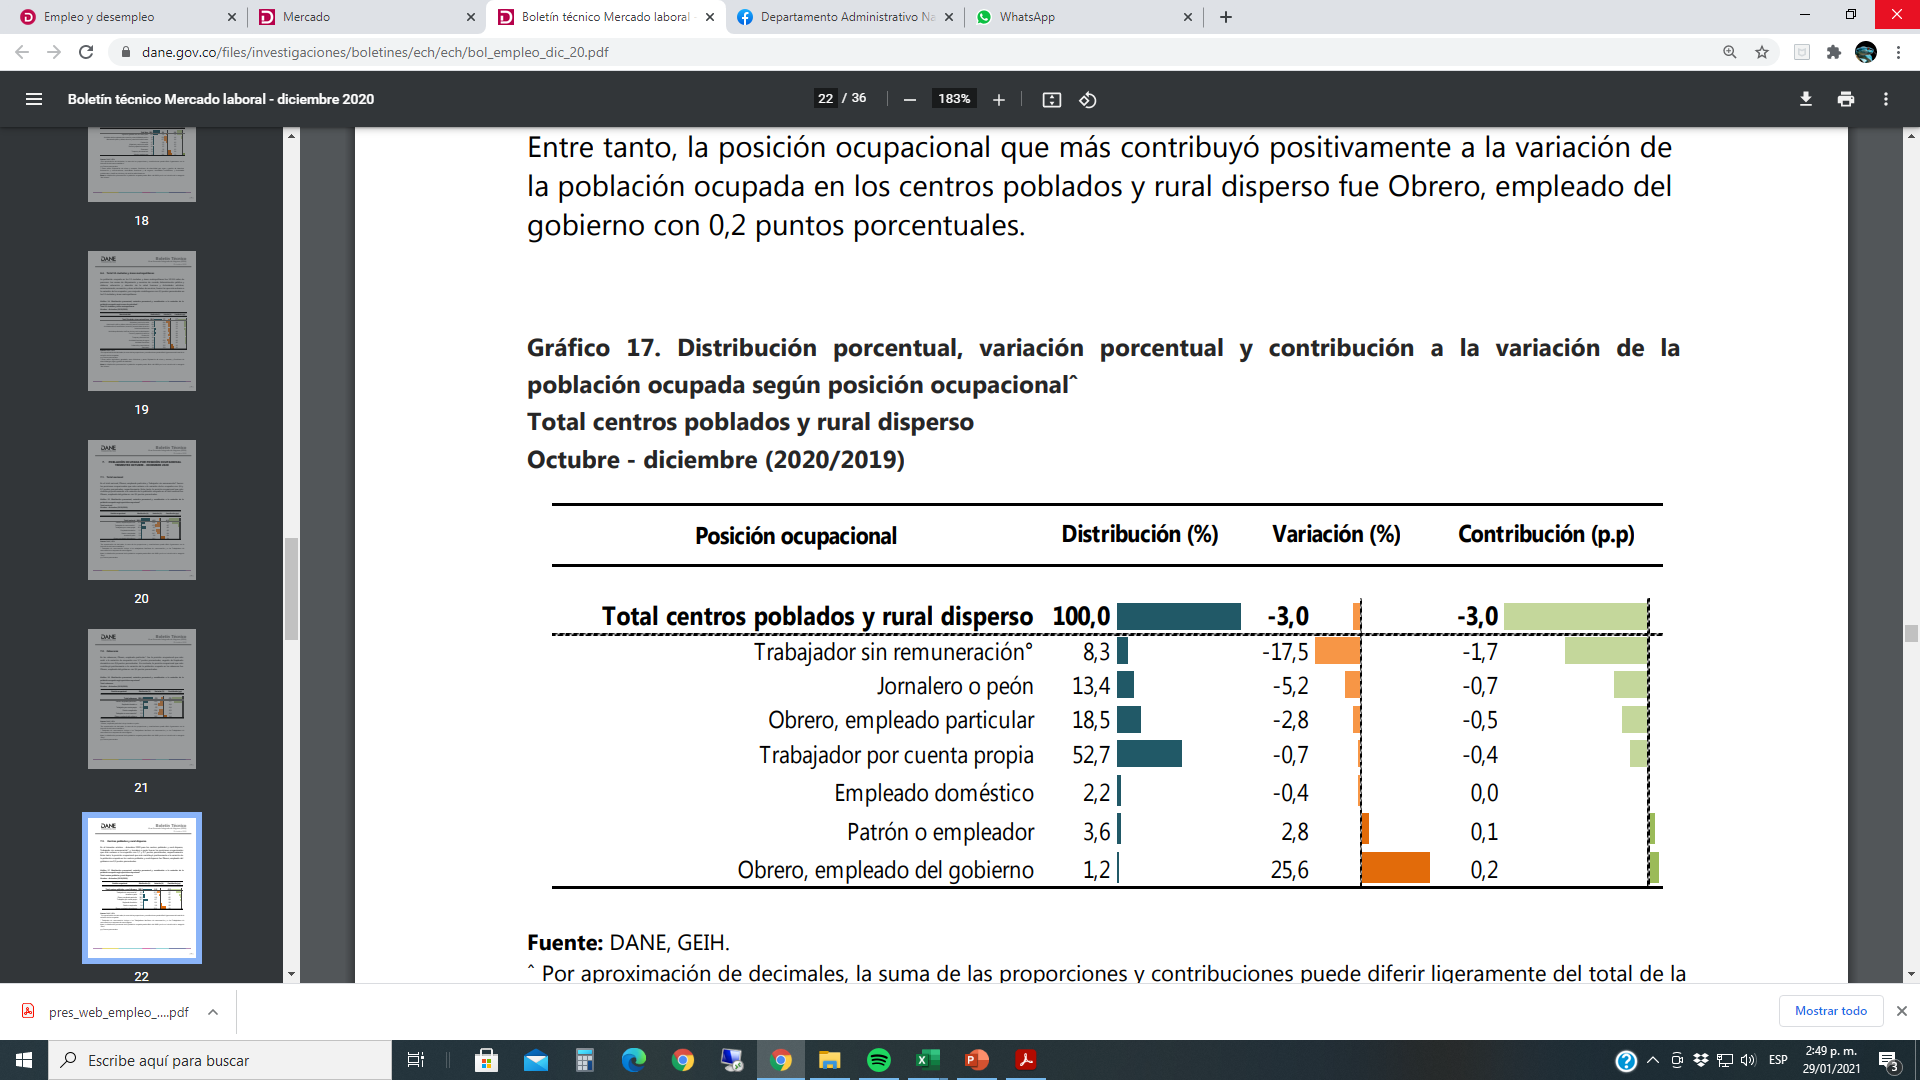 Empleo y desempleo
Mercado
Boletín técnico Mercado laboral
Departamento Administrativo Na
WhatsApp
dane.gov.co/files/investigaciones/boletines/ech/ech/bol_empleo_dic_20.pdf
Boletín técnico Mercado laboral - diciembre 2020
22 / 36
183%
18
19
20
21
22
Entre tanto, la posición ocupacional que más contribuyó positivamente a la variación de
la población ocupada en los centros poblados y rural disperso fue Obrero, empleado del
gobierno con 0,2 puntos porcentuales.
Gráfico 17. Distribución porcentual, variación porcentual y contribución a la variación de la
población ocupada según posición ocupacionalˆ
Total centros poblados y rural disperso
Octubre - diciembre (2020/2019)
Posición ocupacional Distribución (%) Variación (%) Contribución (p.p)
Total centros poblados y rural disperso 100,0 -3,0 -3,0
Trabajador sin remuneración° 8,3 -17,5 -1,7
Jornalero o peón 13,4 -5,2 -0,7
Obrero, empleado particular 18,5 -2,8 -0,5
Trabajador por cuenta propia 52,7 -0,7 -0,4
Empleado doméstico 2,2 -0,4 0,0
Patrón o empleador 3,6 2,8 0,1
Obrero, empleado del gobierno 1,2 25,6 0,2
Fuente: DANE, GEIH.
ˆ Por aproximación de decimales, la suma de las proporciones y contribuciones puede diferir ligeramente del total de la
pres_web_empleo_....pdf
Mostrar todo
Escribe aquí para buscar
ESP
2:49 p. m.
29/01/2021
3